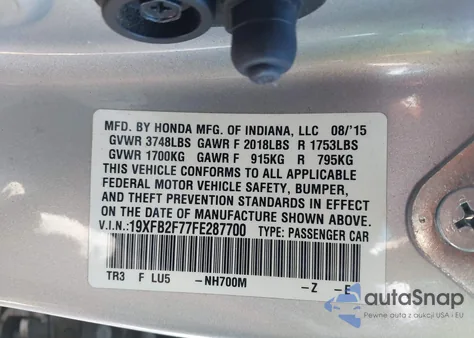 MFD. BY HONDA MFG. OF INDIANA, LLC 08/'15
GVWR 3748LBS GAWR F 2018LBS R 1753LBS
GVWR 1700KG GAWR F 915KG R 795KG
THIS VEHICLE CONFORMS TO ALL APPLICABLE
FEDERAL MOTOR VEHICLE SAFETY, BUMPER,
AND THEFT PREVENTION STANDARDS IN EFFECT
ON THE DATE OF MANUFACTURE SHOWN ABOVE.
V.I.N.: 19XFB2F77FE287700 TYPE: PASSENGER CAR
TR3 F LU5 -NH700M -Z -E
autoSnap
Pewne auta z USA i EU